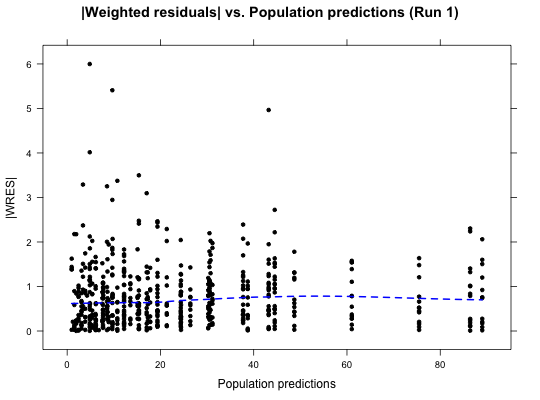 |Weighted residuals| vs. Population predictions (Run 1)
6
5
4
3
2
1
0
|WRES|
0 20 40 60 80
Population predictions